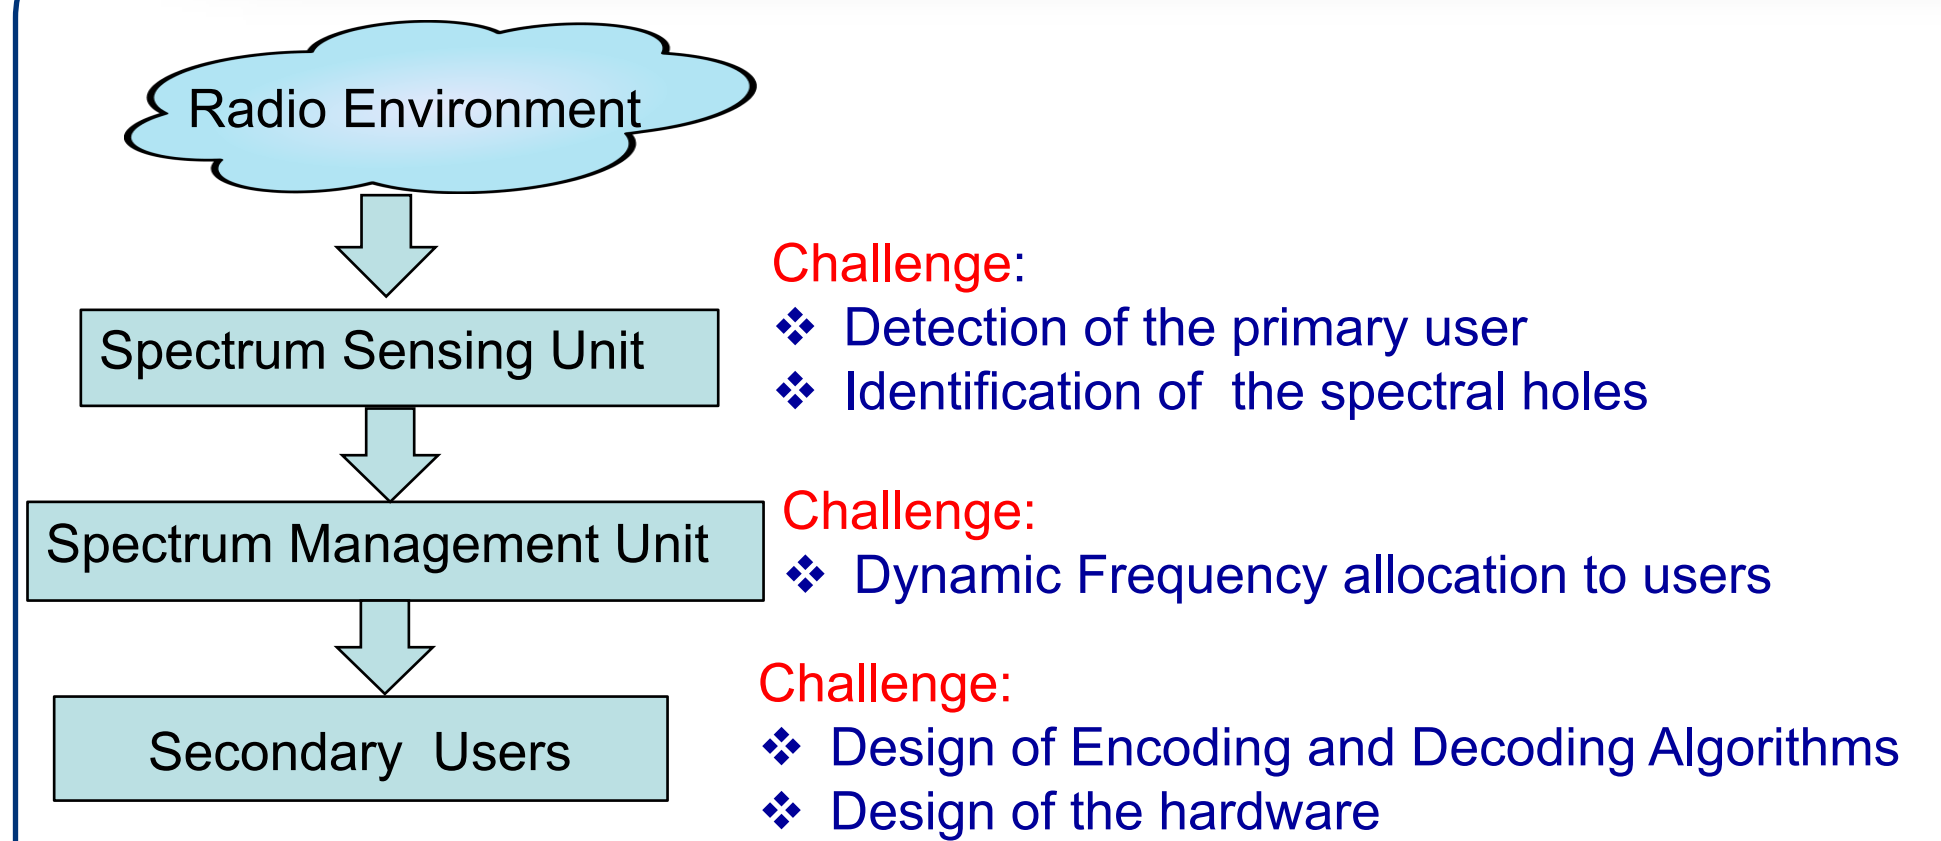 Radio Environment
Spectrum Sensing Unit
Challenge:
❖ Detection of the primary user
❖ Identification of the spectral holes
Spectrum Management Unit
Challenge:
❖ Dynamic Frequency allocation to users
Secondary Users
Challenge:
❖ Design of Encoding and Decoding Algorithms
❖ Design of the hardware